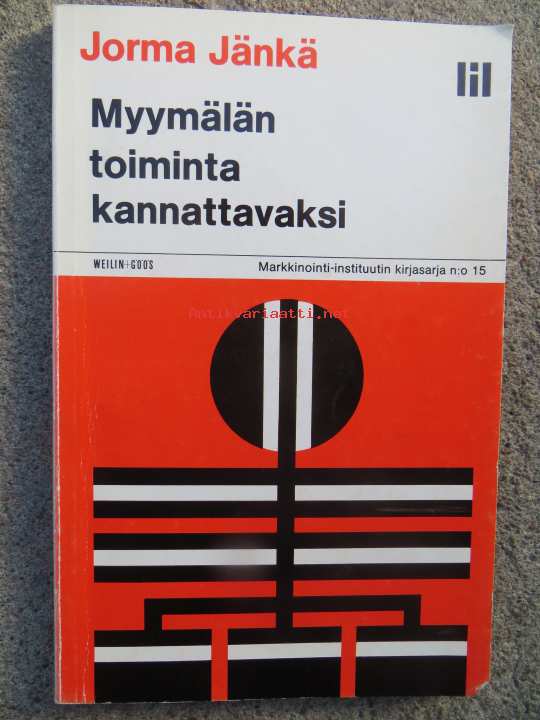 Jorma Jänkä
lil
Myymälän
toiminta
kannattavaksi
WEILIN+GÖÖS
Markkinointi-instituutin kirjasarja n:o 15
Antikvariaatti.net